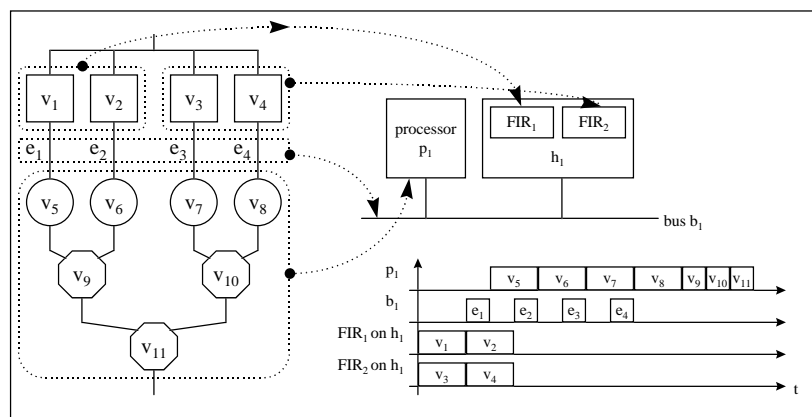 v1 v2 v3 v4
e1 e2 e3 e4
v5 v6 v7 v8
v9 v10
v11
processor
p1
FIR1 FIR2
h1
bus b1
p1 v5 v6 v7 v8 v9 v10 v11
b1 e1 e2 e3 e4
FIR1 on h1 v1 v2
FIR2 on h1 v3 v4
t